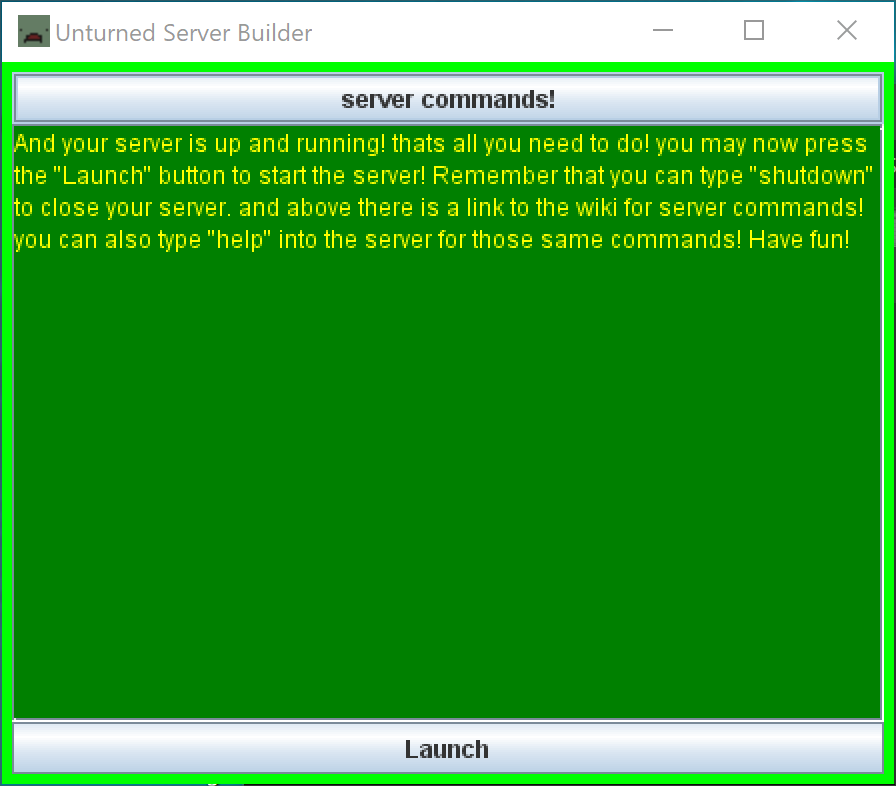 Unturned Server Builder
server commands!
And your server is up and running! thats all you need to do! you may now press
the "Launch" button to start the server! Remember that you can type "shutdown"
to close your server. and above there is a link to the wiki for server commands!
you can also type "help" into the server for those same commands! Have fun!
Launch